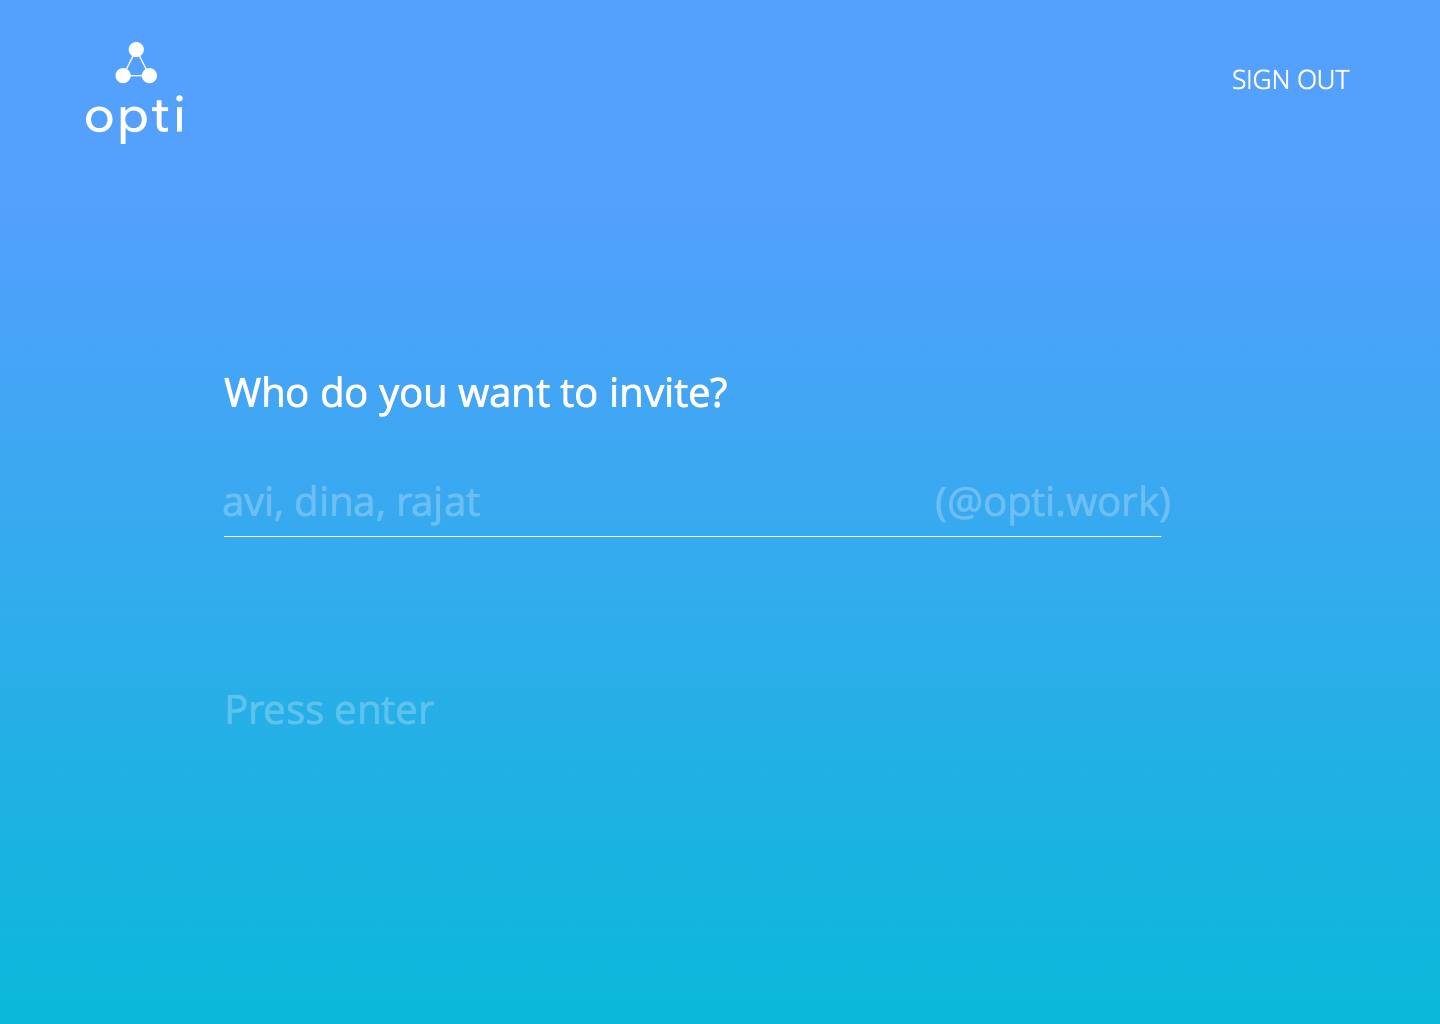 opti
SIGN OUT
Who do you want to invite?
avi, dina, rajat (@opti.work)
Press enter